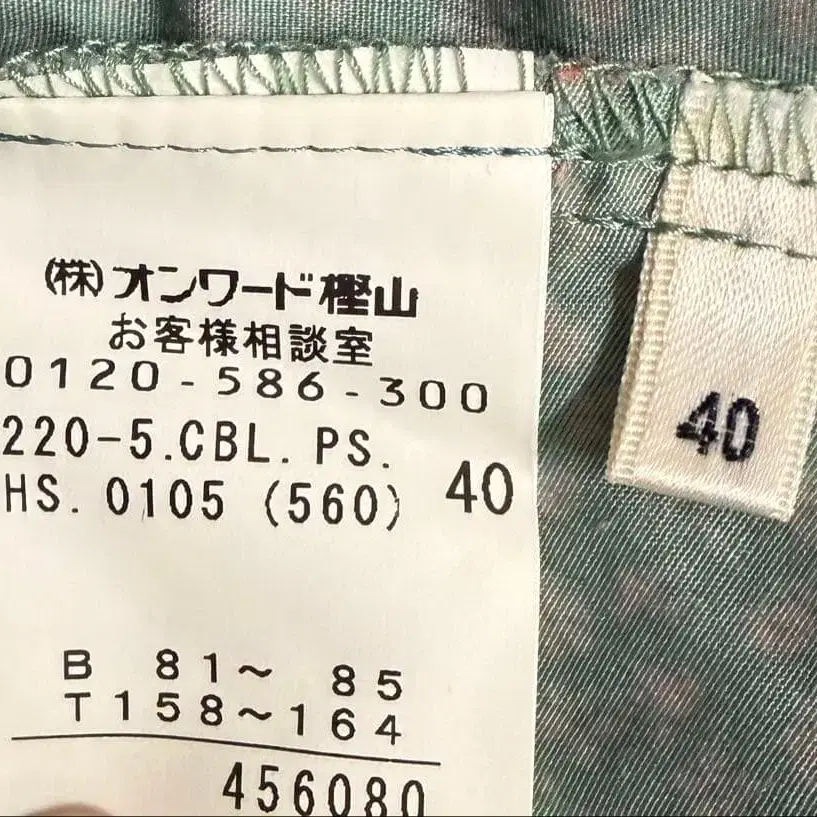 (株)オンワード樫山
お客様相談室
0120-586-300
220-5.CBL.PS.
HS.0105(560) 40
B 81～ 85
T158～164
456080
40